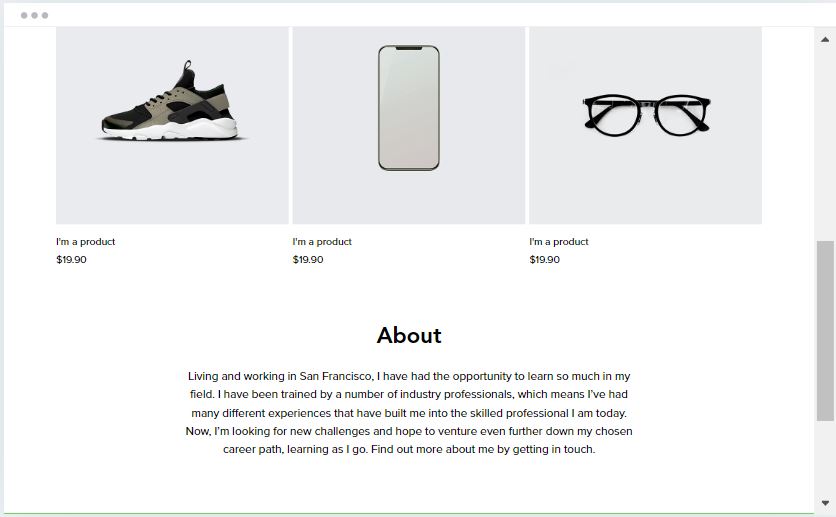 I'm a product
$19.90
I'm a product
$19.90
I'm a product
$19.90
About
Living and working in San Francisco, I have had the opportunity to learn so much in my
field. I have been trained by a number of industry professionals, which means I've had
many different experiences that have built me into the skilled professional I am today.
Now, I'm looking for new challenges and hope to venture even further down my chosen
career path, learning as I go. Find out more about me by getting in touch.